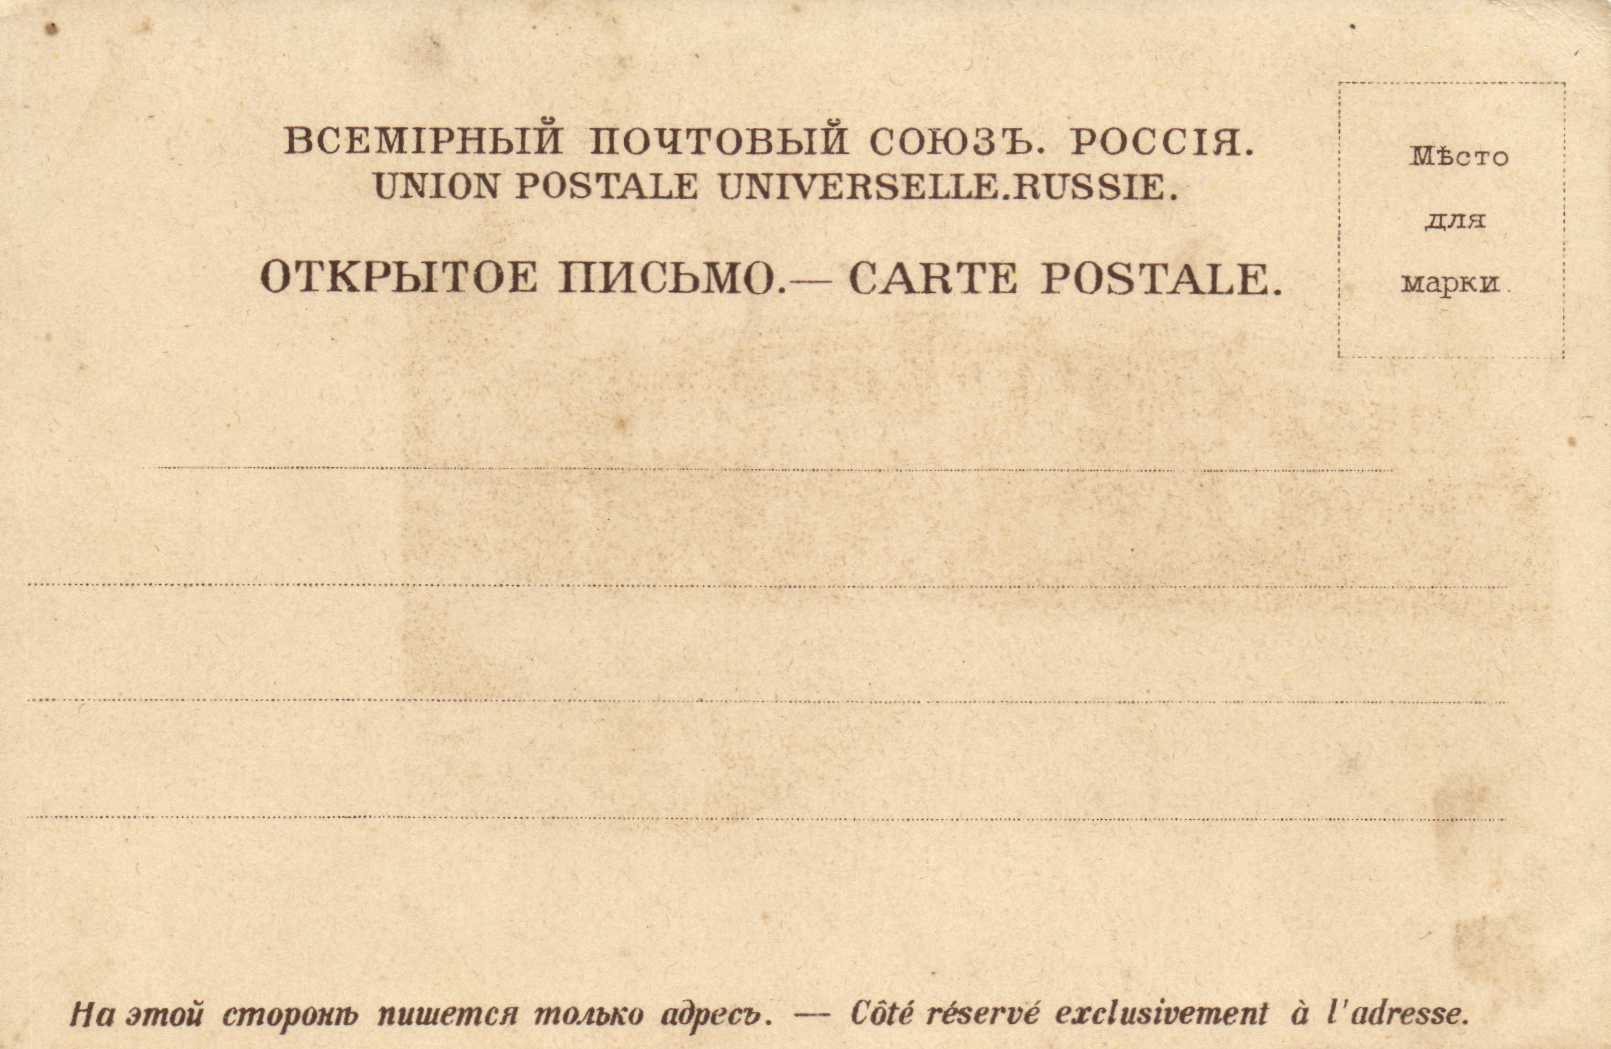 ВСЕМІРНЫЙ ПОЧТОВЫЙ СОЮЗЪ. РОССІЯ.
UNION POSTALE UNIVERSELLE.RUSSIE.
ОТКРЫТОЕ ПИСЬМО.— CARTE POSTALE.
Мѣсто
для
марки.
На этой сторонѣ пишется только адресъ. — Côté réservé exclusivement à l'adresse.